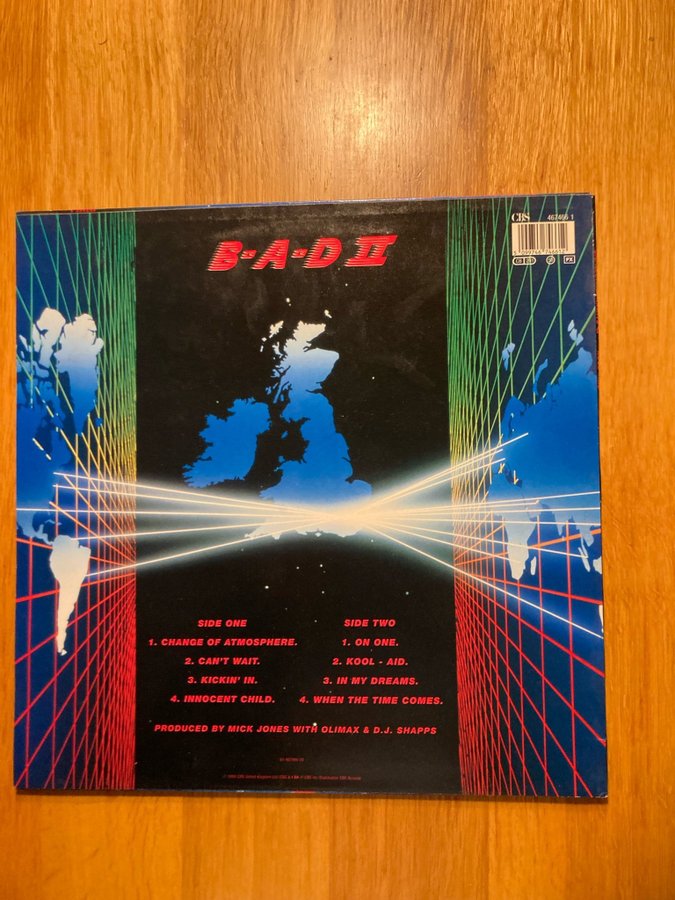 CBS 467466 1
B-A-D II
SIDE ONE
1. CHANGE OF ATMOSPHERE.
2. CAN'T WAIT.
3. KICKIN' IN.
4. INNOCENT CHILD.
SIDE TWO
1. ON ONE.
2. KOOL - AID.
3. IN MY DREAMS.
4. WHEN THE TIME COMES.
PRODUCED BY MICK JONES WITH OLIMAX & D.J. SHAPPS